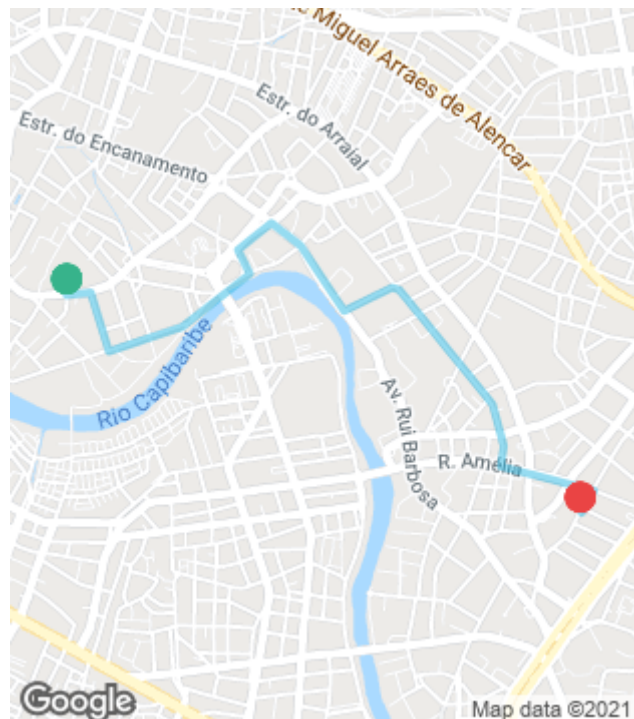 e Miguel Arraes de Alencar
Estr. do Arraial
Estr. do Encanamento
Rio Capibaribe
Av. Rui Barbosa
R. Amélia
Google
Map data ©2021